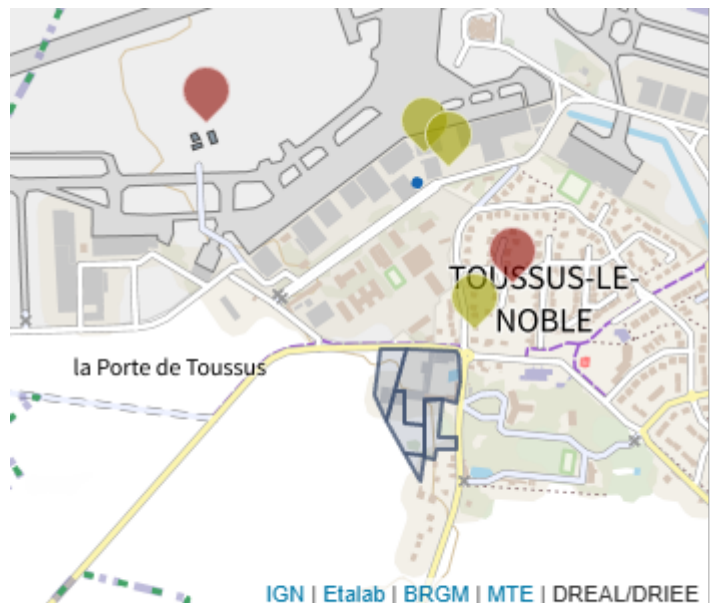 TOUSSUS-LE-
NOBLE
la Porte de Toussus
IGN | Etalab | BRGM | MTE | DREAL/DRIEE